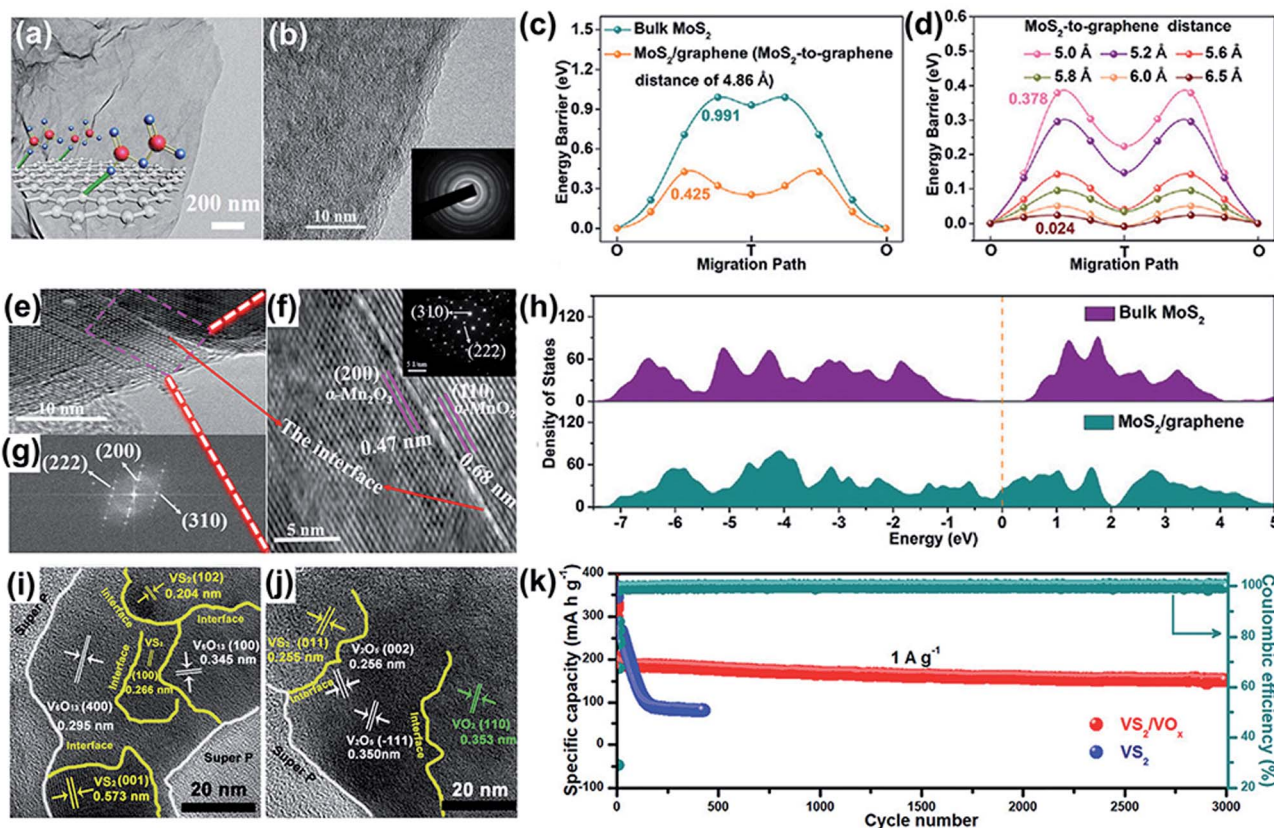 (a)
200 nm
(b)
10 nm
(c)
Energy Barrier (eV)
1.5
1.2
0.9
0.6
0.3
0.0
Bulk MoS2
MoS2/graphene (MoS2-to-graphene
distance of 4.86 Å)
0.991
0.425
O T O
Migration Path
(d)
Energy Barrier (eV)
0.6
0.5
0.4
0.3
0.2
0.1
0.0
MoS2-to-graphene distance
5.0 Å 5.2 Å 5.6 Å
5.8 Å 6.0 Å 6.5 Å
0.378
0.024
O T O
Migration Path
(e)
10 nm
(f)
(310)
(222)
5 1/nm
(200)
α-Mn2O3
0.47 nm
(110)
α-MnO2
0.68 nm
The interface
5 nm
(g)
(200)
(222)
(310)
(h)
Density of States
120
60
0
Bulk MoS2
120
60
0
MoS2/graphene
-7 -6 -5 -4 -3 -2 -1 0 1 2 3 4 5
Energy (eV)
(i)
Super P
VS2 (102)
0.204 nm
Interface
Interface
Interface
VS2
(100)
0.266 nm
V6O13 (100)
0.345 nm
V6O13 (400)
0.295 nm
Interface
VS2 (001)
0.573 nm
Super P
20 nm
(j)
VS2 (011)
0.255 nm
V2O5 (002)
0.256 nm
Interface
V2O5 (-111)
0.350nm
Interface
VO2 (110)
0.353 nm
Super P
20 nm
(k)
Specific capacity (mA h g-1)
400
350
300
250
200
150
100
50
0
-50
-100
1 A g-1
VS2/VOx
VS2
0 500 1000 1500 2000 2500 3000
Cycle number
100
80
60
40
30
20
Coulombic efficiency (%)